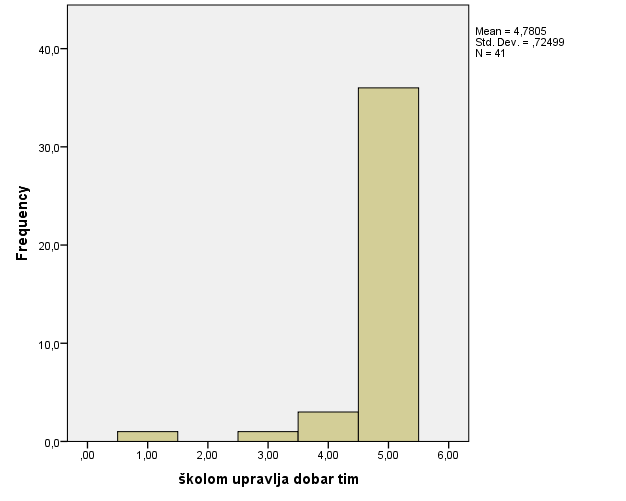 Mean = 4,7805
Std. Dev. = ,72499
N = 41
Frequency
40,0
30,0
20,0
10,0
0,0
,00 1,00 2,00 3,00 4,00 5,00 6,00
školom upravlja dobar tim